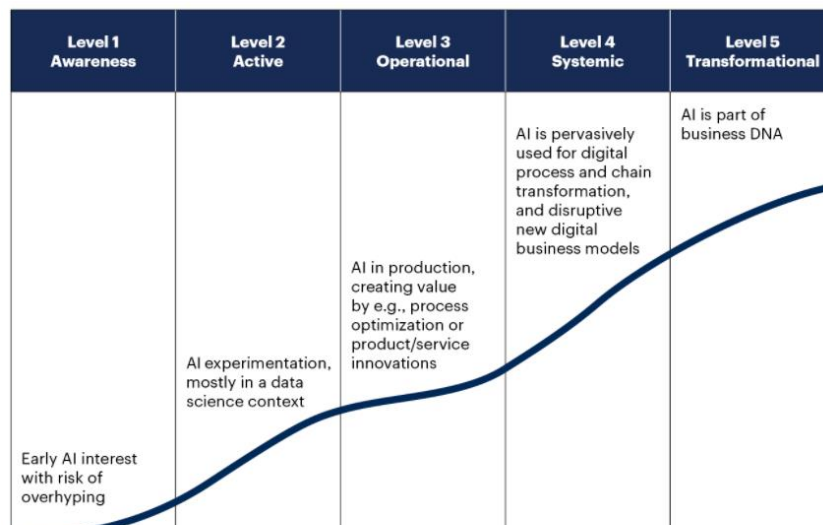 Level 1
Awareness
Level 2
Active
Level 3
Operational
Level 4
Systemic
Level 5
Transformational
Early AI interest
with risk of
overhyping
AI experimentation,
mostly in a data
science context
AI in production,
creating value
by e.g., process
optimization or
product/service
innovations
AI is pervasively
used for digital
process and chain
transformation,
and disruptive
new digital
business models
AI is part of
business DNA